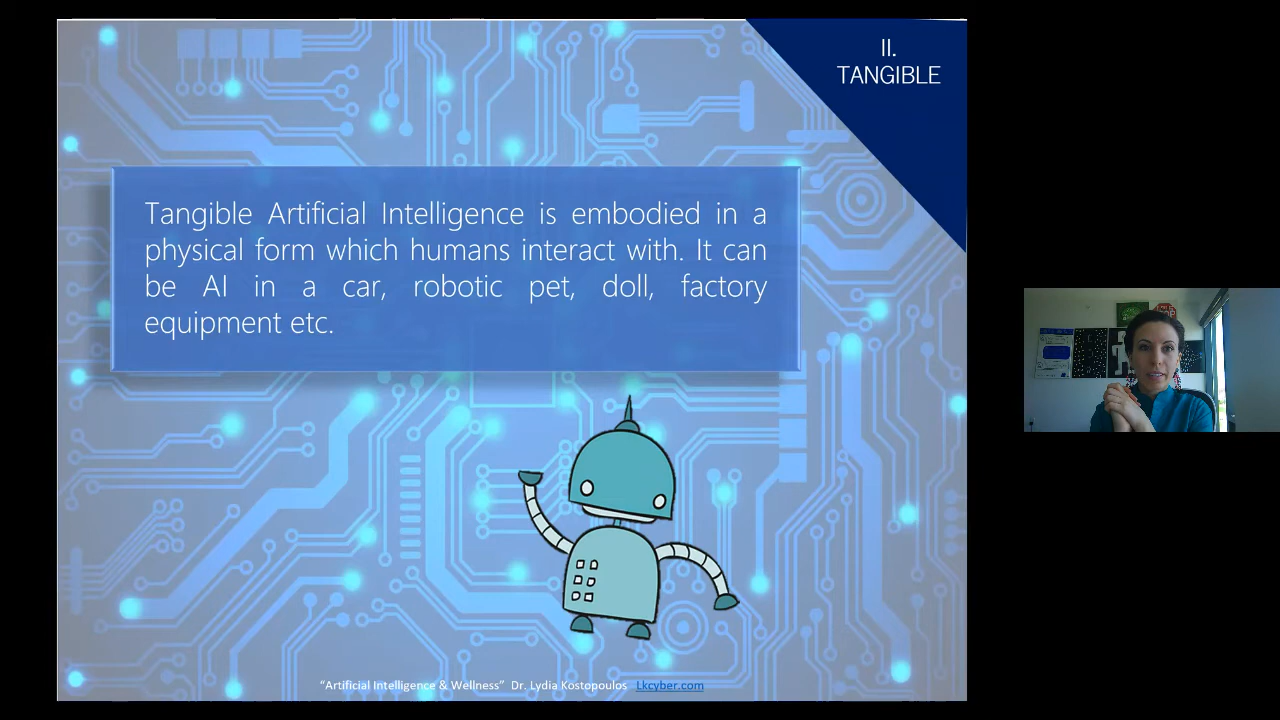 II.
TANGIBLE
Tangible Artificial Intelligence is embodied in a
physical form which humans interact with. It can
be AI in a car, robotic pet, doll, factory
equipment etc.
“Artificial Intelligence & Wellness” Dr. Lydia Kostopoulos Lkcyber.com